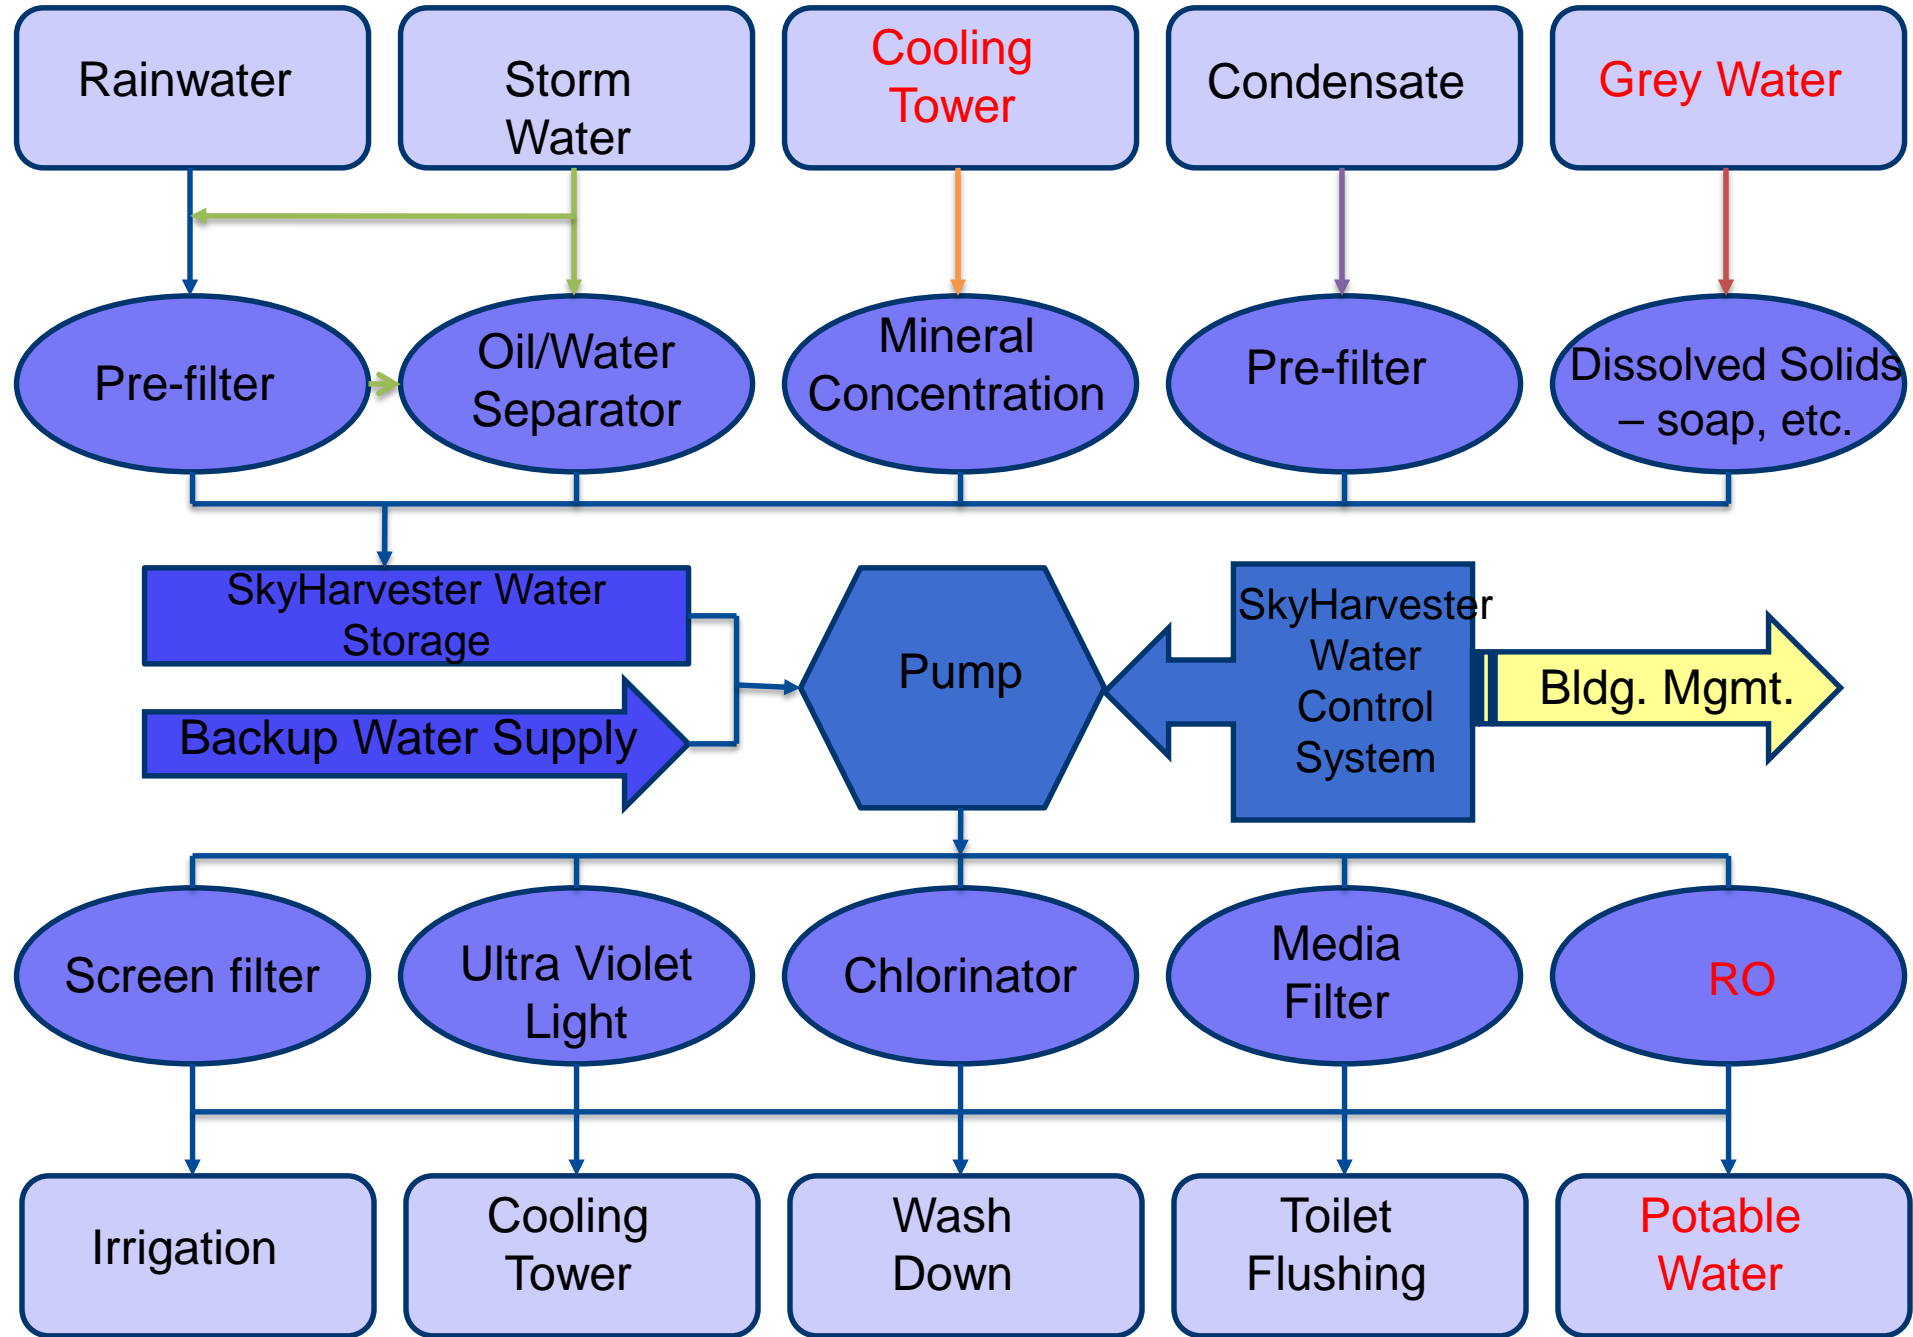 Rainwater
Storm
Water
Cooling
Tower
Condensate
Grey Water
Pre-filter
Oil/Water
Separator
Mineral
Concentration
Pre-filter
Dissolved Solids
– soap, etc.
SkyHarvester Water
Storage
Backup Water Supply
Pump
SkyHarvester
Water
Control
System
Bldg. Mgmt.
Screen filter
Ultra Violet
Light
Chlorinator
Media
Filter
RO
Irrigation
Cooling
Tower
Wash
Down
Toilet
Flushing
Potable
Water